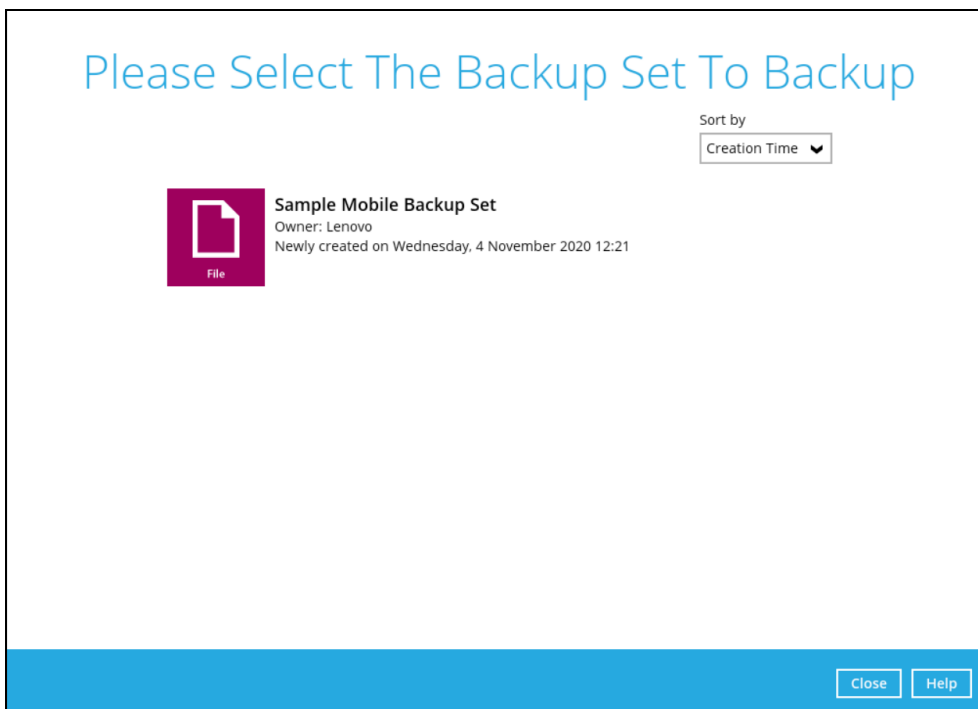 Please Select The Backup Set To Backup
Sort by
Creation Time
Sample Mobile Backup Set
Owner: Lenovo
Newly created on Wednesday, 4 November 2020 12:21
File
Close
Help